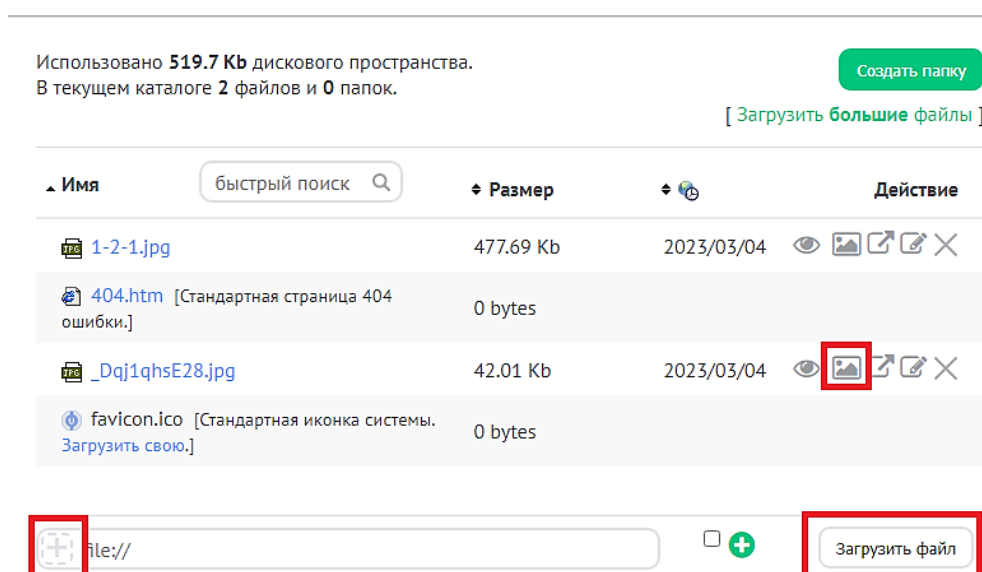 Использовано 519.7 Kb дискового пространства.
В текущем каталоге 2 файлов и 0 папок.
Создать папку
[ Загрузить большие файлы ]
Имя быстрый поиск Размер Действие
1-2-1.jpg 477.69 Kb 2023/03/04
404.htm [Стандартная страница 404
ошибки.] 0 bytes
_Dqj1qhsE28.jpg 42.01 Kb 2023/03/04
favicon.ico [Стандартная иконка системы.
Загрузить свою.] 0 bytes
file:// Загрузить файл